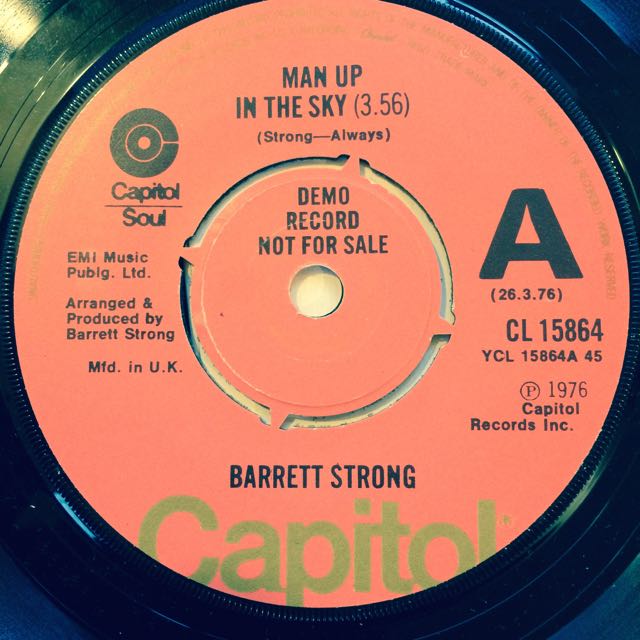 MAN UP
IN THE SKY (3.56)
(Strong—Always)
Capitol
Soul
DEMO
RECORD
NOT FOR SALE
A
(26.3.76)
EMI Music
Publg. Ltd.
Arranged &
Produced by
Barrett Strong
Mfd. in U.K.
CL 15864
YCL 15864A 45
℗ 1976
Capitol
Records Inc.
BARRETT STRONG
Capitol®